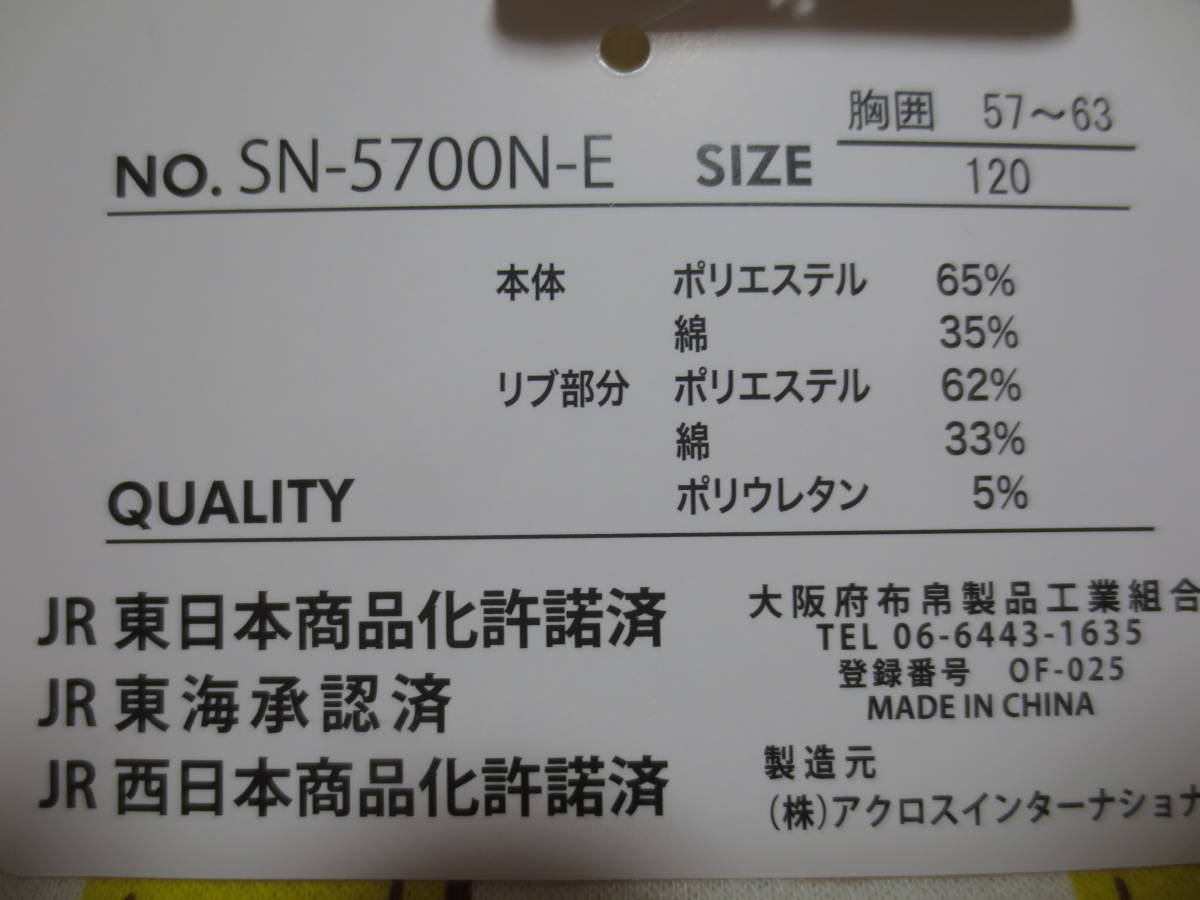 胸囲 57〜63
NO. SN-5700N-E SIZE 120
本体 ポリエステル 65%
綿 35%
リブ部分 ポリエステル 62%
綿 33%
QUALITY ポリウレタン 5%
JR 東日本商品化許諾済
JR 東海承認済
JR 西日本商品化許諾済
大阪府布帛製品工業組合
TEL 06-6443-1635
登録番号 OF-025
MADE IN CHINA
製造元
(株)アクロスインターナショナ